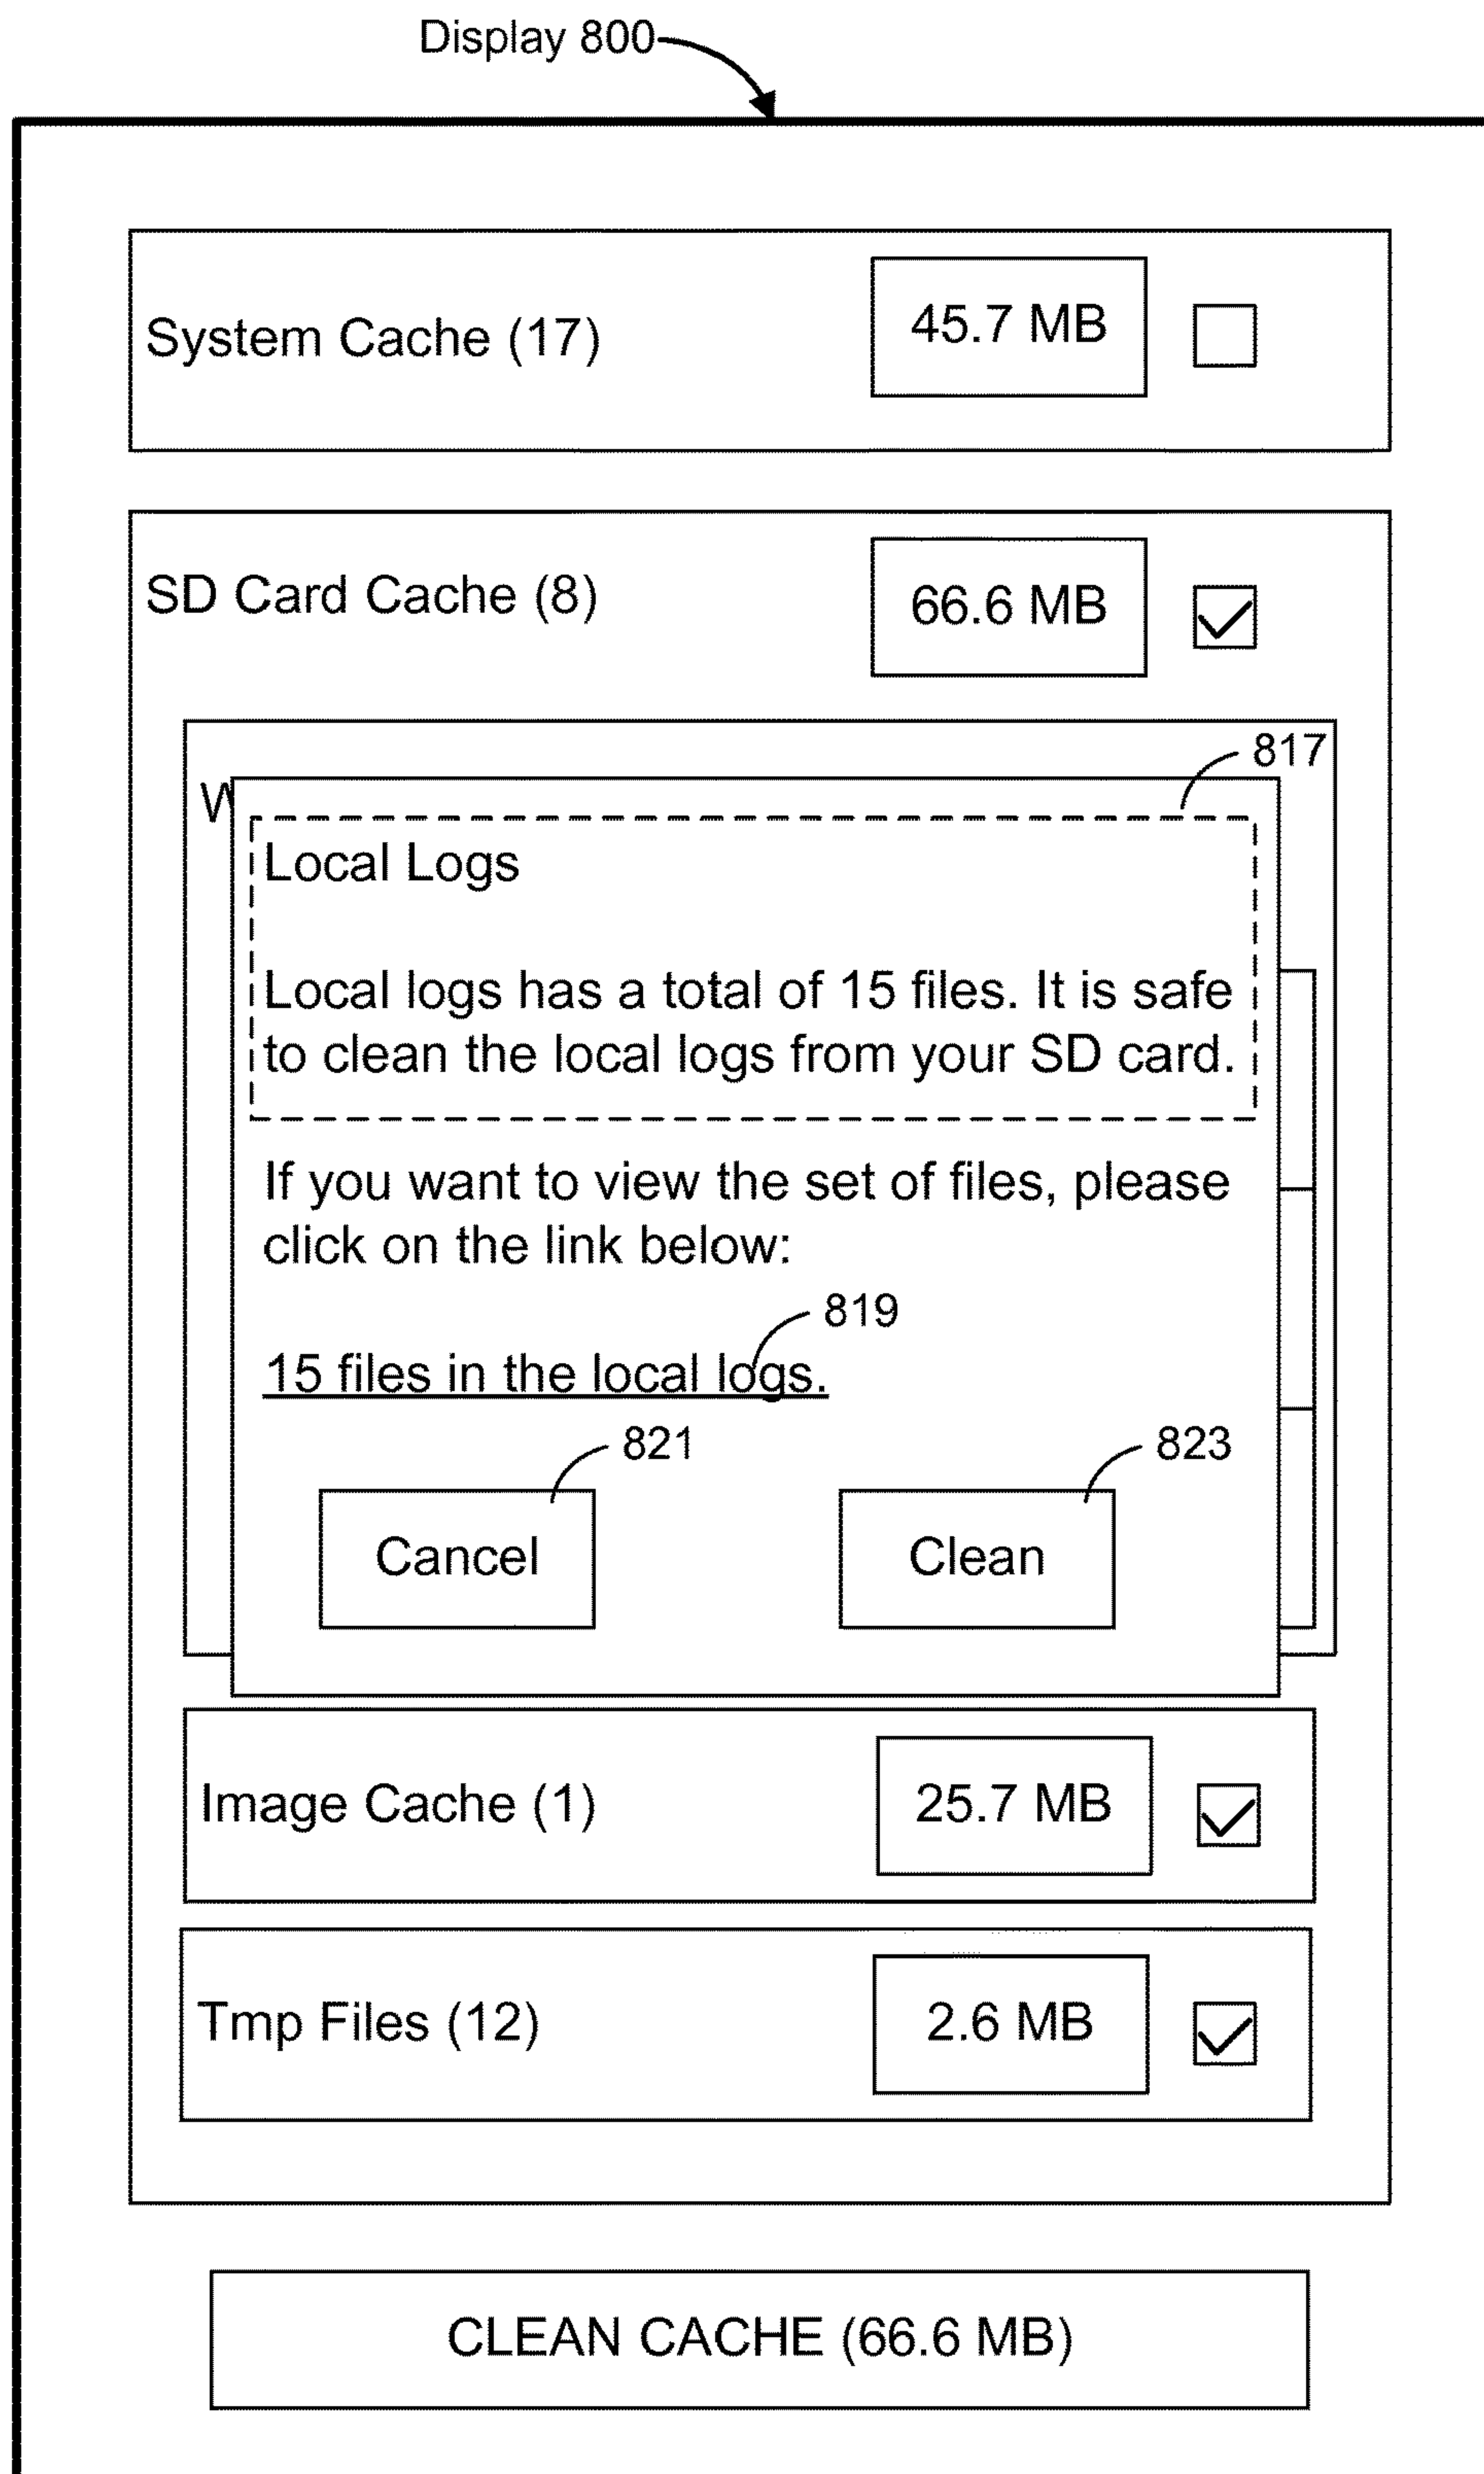 Display 800
System Cache (17)
45.7 MB
SD Card Cache (8)
66.6 MB
817
W
Local Logs
Local logs has a total of 15 files. It is safe
to clean the local logs from your SD card.
If you want to view the set of files, please
click on the link below:
819
15 files in the local logs.
821
823
Cancel
Clean
Image Cache (1)
25.7 MB
Tmp Files (12)
2.6 MB
CLEAN CACHE (66.6 MB)